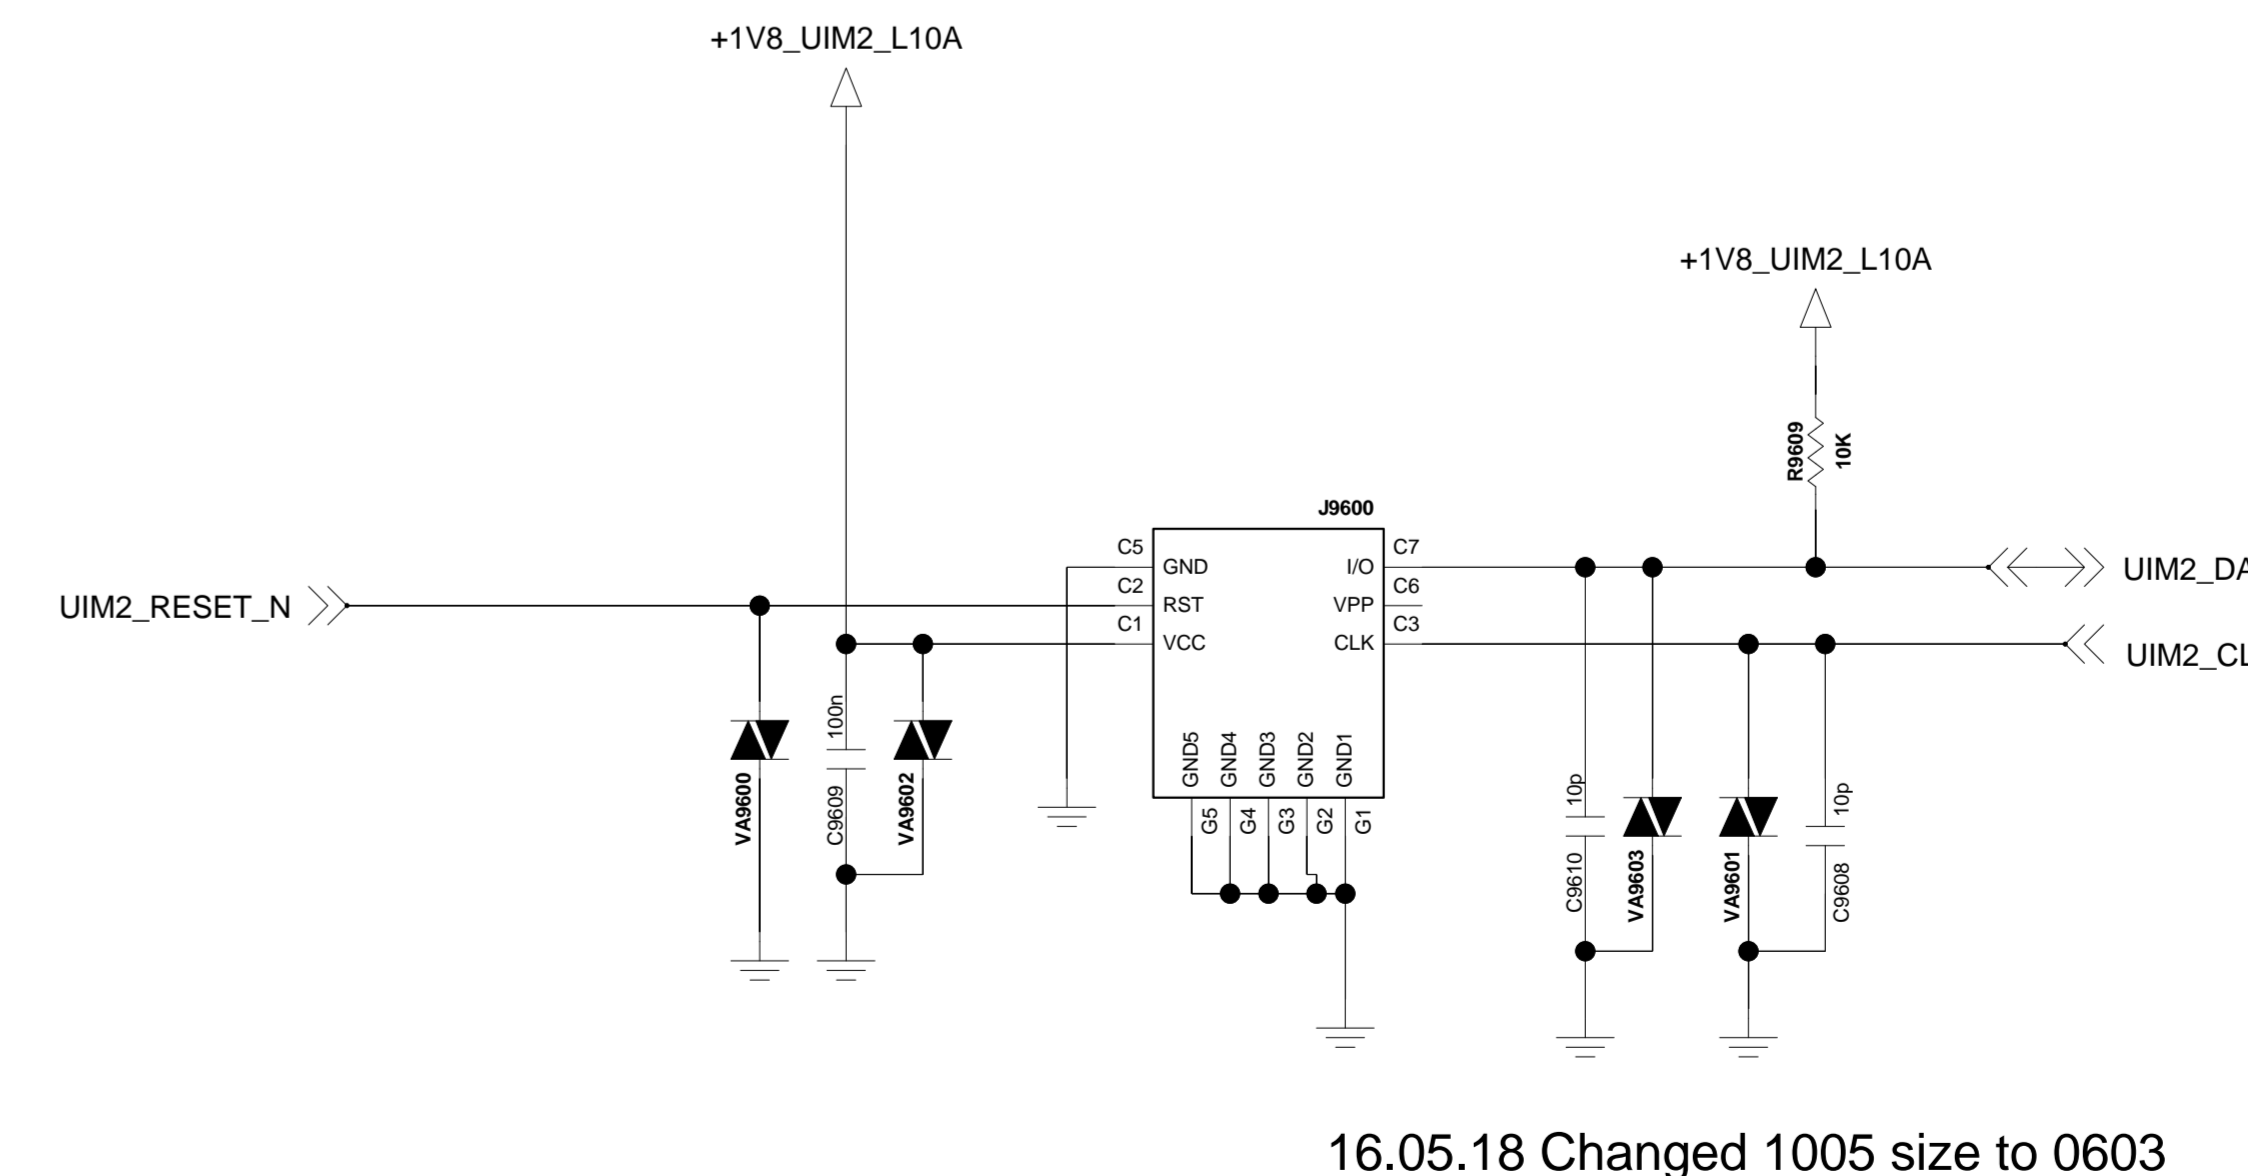 +1V8_UIM2_L10A
+1V8_UIM2_L10A
R9609
10K
J9600
C5
GND
I/O
C7
UIM2_DA
UIM2_RESET_N
C2
RST
VPP
C6
C1
VCC
CLK
C3
UIM2_CL
VA9600
100n
C9609
VA9602
GND5
GND4
GND3
GND2
GND1
G5
G4
G3
G2
G1
10p
C9610
VA9603
VA9601
10p
C9608
16.05.18 Changed 1005 size to 0603